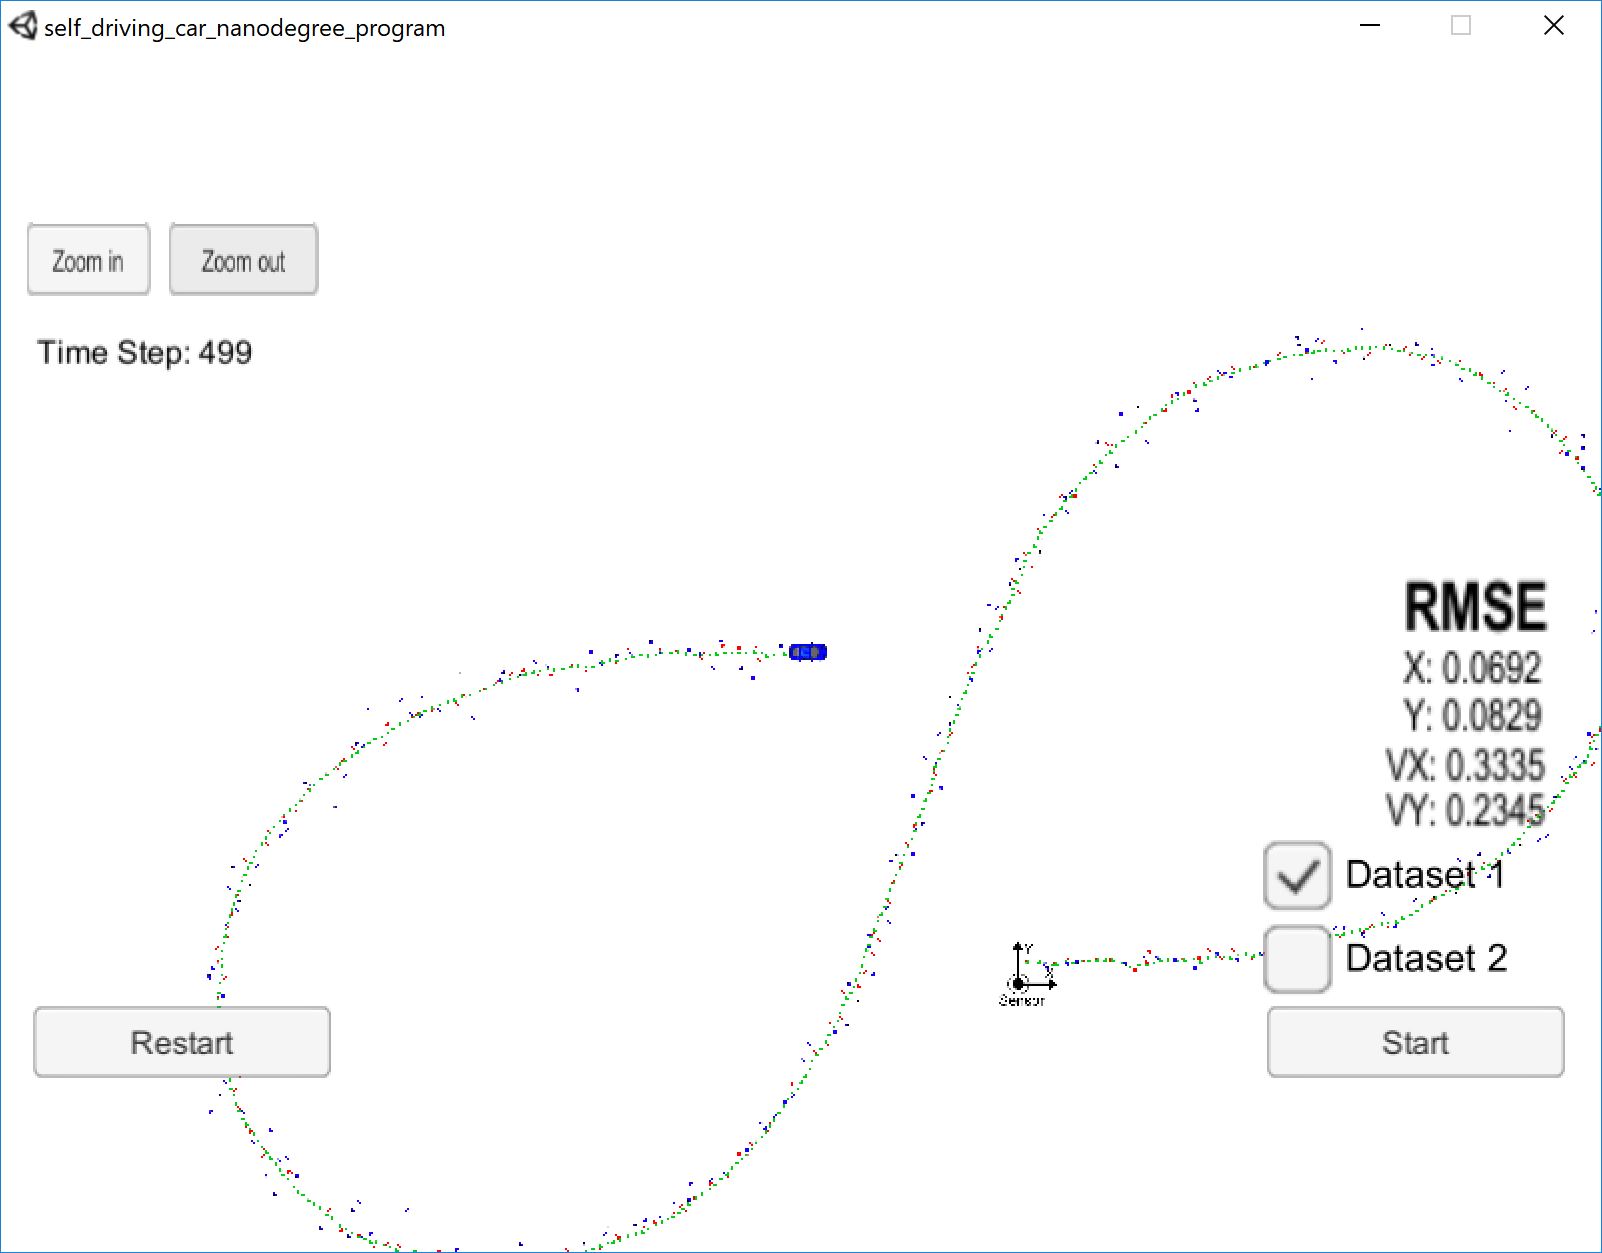 self_driving_car_nanodegree_program
Zoom in
Zoom out
Time Step: 499
RMSE
X: 0.0692
Y: 0.0829
VX: 0.3335
VY: 0.2345
Dataset 1
Y
X
Sensor
Dataset 2
Restart
Start